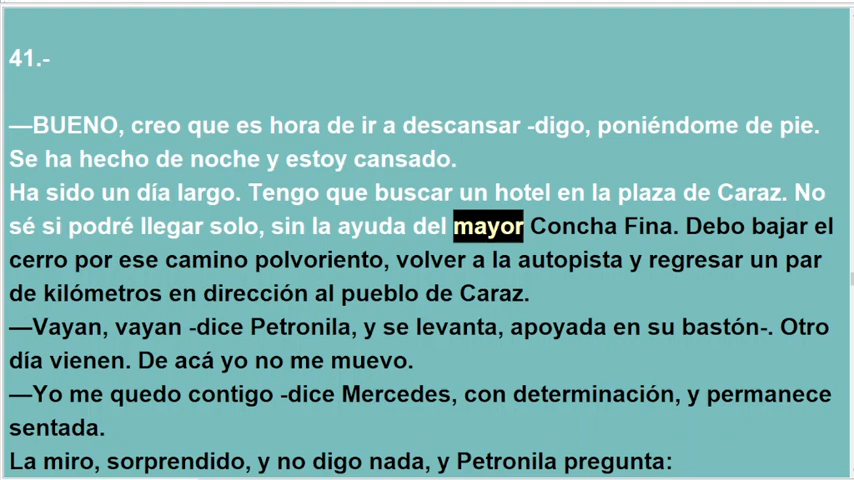 41.-
—BUENO, creo que es hora de ir a descansar -digo, poniéndome de pie.
Se ha hecho de noche y estoy cansado.
Ha sido un día largo. Tengo que buscar un hotel en la plaza de Caraz. No
sé si podré llegar solo, sin la ayuda del mayor Concha Fina. Debo bajar el
cerro por ese camino polvoriento, volver a la autopista y regresar un par
de kilómetros en dirección al pueblo de Caraz.
—Vayan, vayan -dice Petronila, y se levanta, apoyada en su bastón-. Otro
día vienen. De acá yo no me muevo.
—Yo me quedo contigo -dice Mercedes, con determinación, y permanece
sentada.
La miro, sorprendido, y no digo nada, y Petronila pregunta: